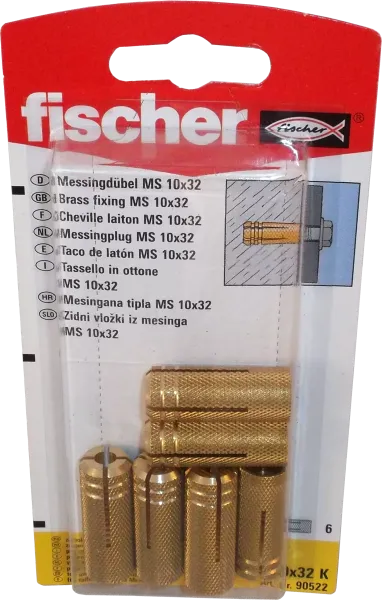 fischer
fischer ®
D Messingdübel MS 10x32
GB Brass fixing MS 10x32
F Cheville laiton MS 10x32
NL Messingplug MS 10x32
E Taco de latón MS 10x32
I Tassello in ottone
MS 10x32
HR Mesingana tipla MS 10x32
SLO Zidni vložki iz mesinga
MS 10x32
6
0x32 K
90522